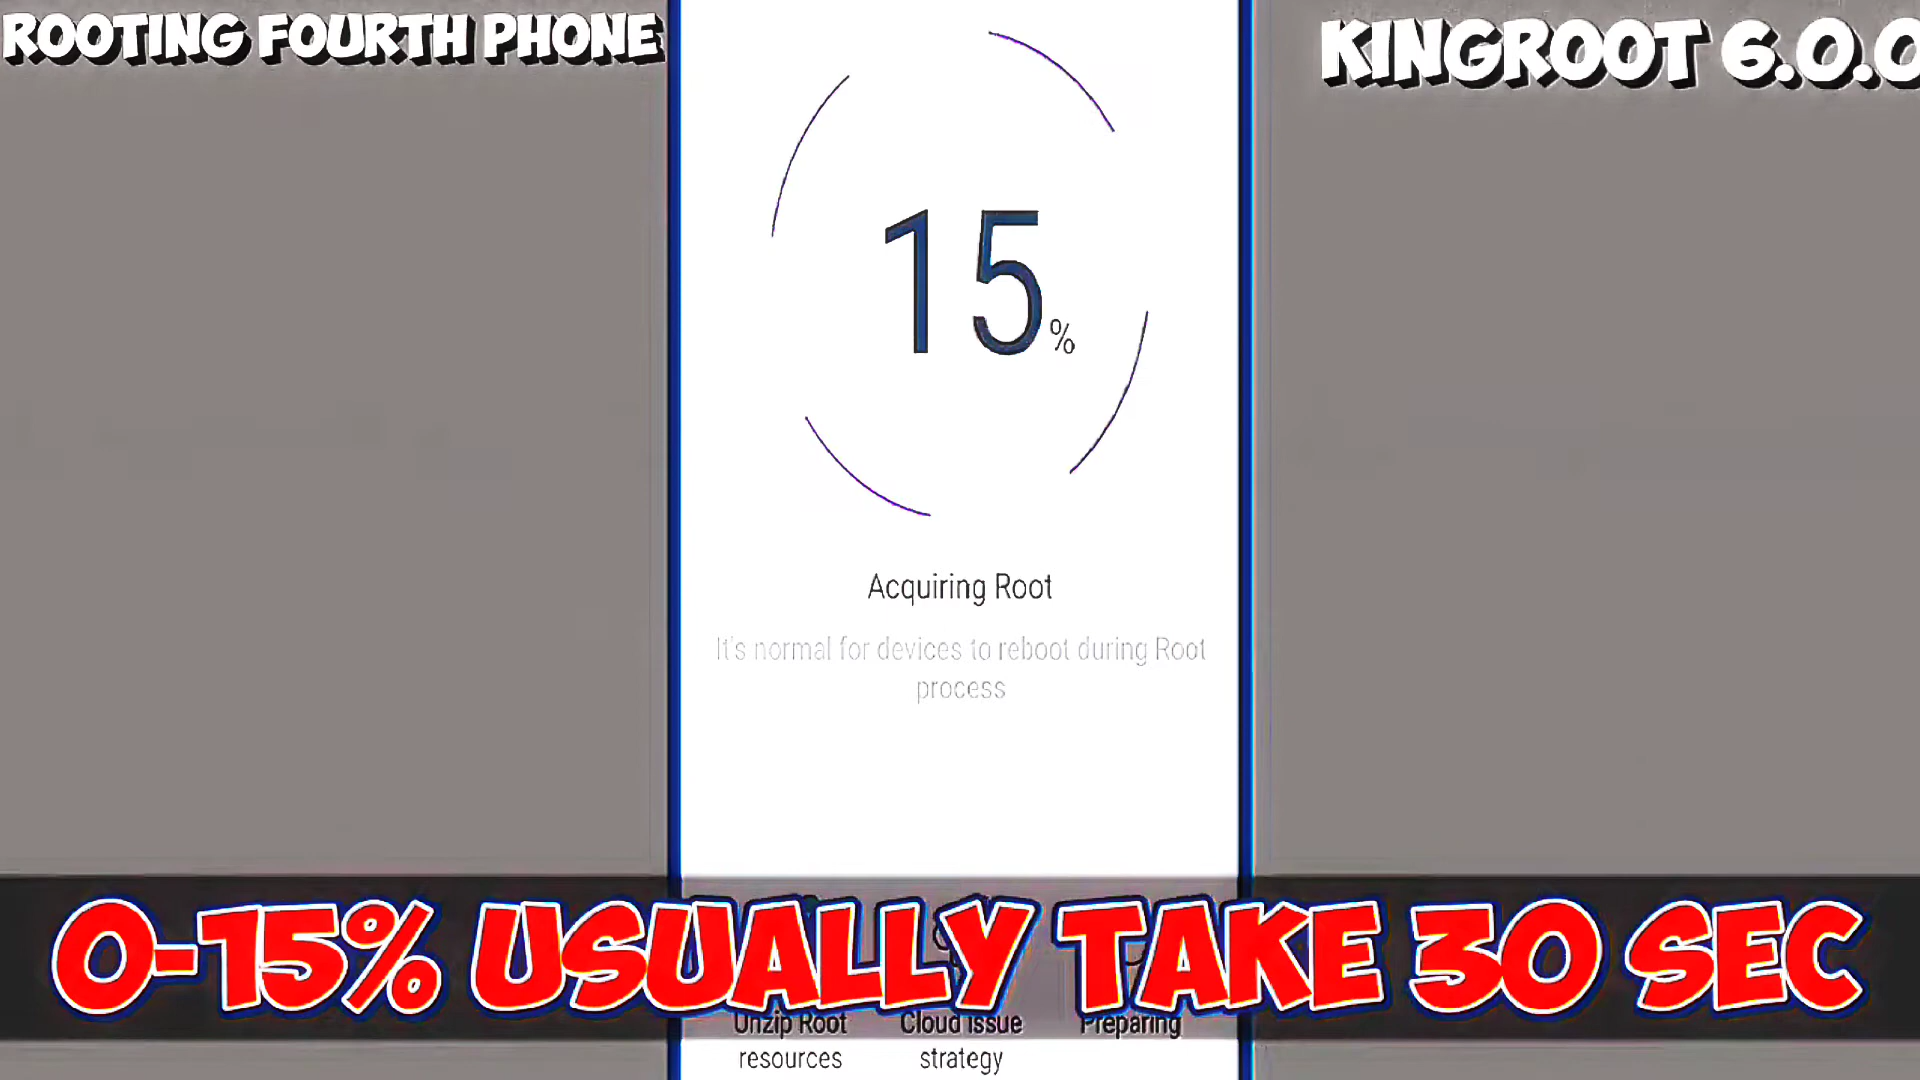 ROOTING FOURTH PHONE
KINGROOT 6.0.0
15%
Acquiring Root
It's normal for devices to reboot during Root
process
0-15% USUALLY TAKE 30 SEC
Unzip Root
resources
Cloud issue
strategy
Preparing